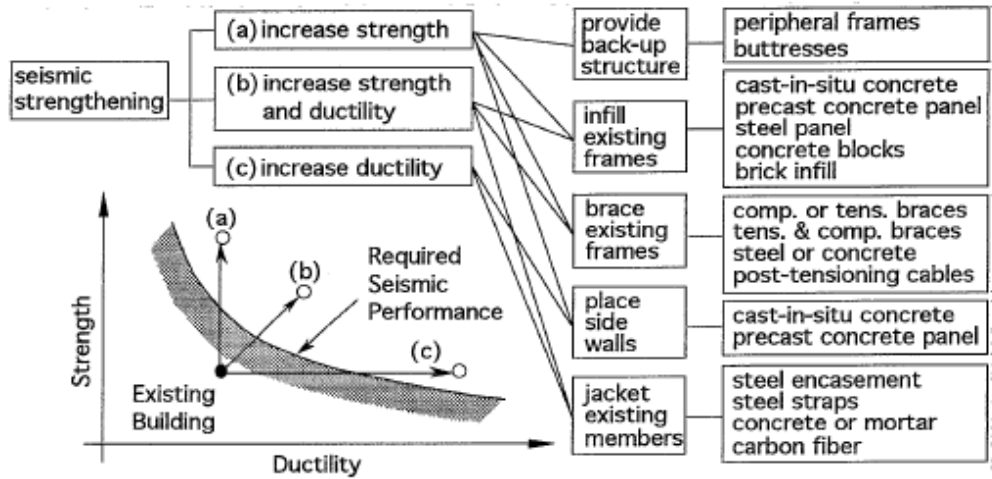 seismic
strengthening
(a) increase strength
(b) increase strength
and ductility
(c) increase ductility
provide
back-up
structure
peripheral frames
buttresses
infill
existing
frames
cast-in-situ concrete
precast concrete panel
steel panel
concrete blocks
brick infill
brace
existing
frames
comp. or tens. braces
tens. & comp. braces
steel or concrete
post-tensioning cables
place
side
walls
cast-in-situ concrete
precast concrete panel
jacket
existing
members
steel encasement
steel straps
concrete or mortar
carbon fiber
Strength
(a)
(b)
(c)
Required
Seismic
Performance
Existing
Building
Ductility